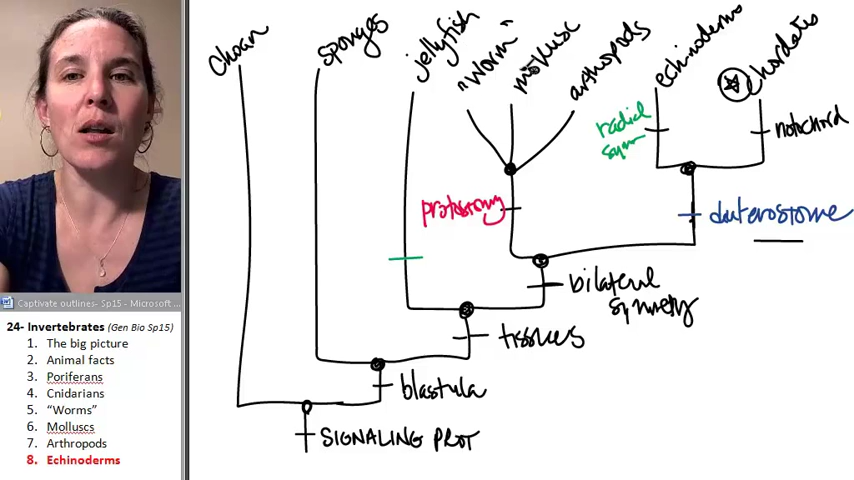 choan
sponges
jellyfish
"worm"
mollusc
arthropods
echinoderms
chordates
radial
symm
notochord
protostomy
deuterostome
bilateral
symmetry
tissues
blastula
SIGNALING PROT
Captivate outlines- Sp15 - Microsoft ...
24- Invertebrates (Gen Bio Sp15)
1. The big picture
2. Animal facts
3. Poriferans
4. Cnidarians
5. "Worms"
6. Molluscs
7. Arthropods
8. Echinoderms